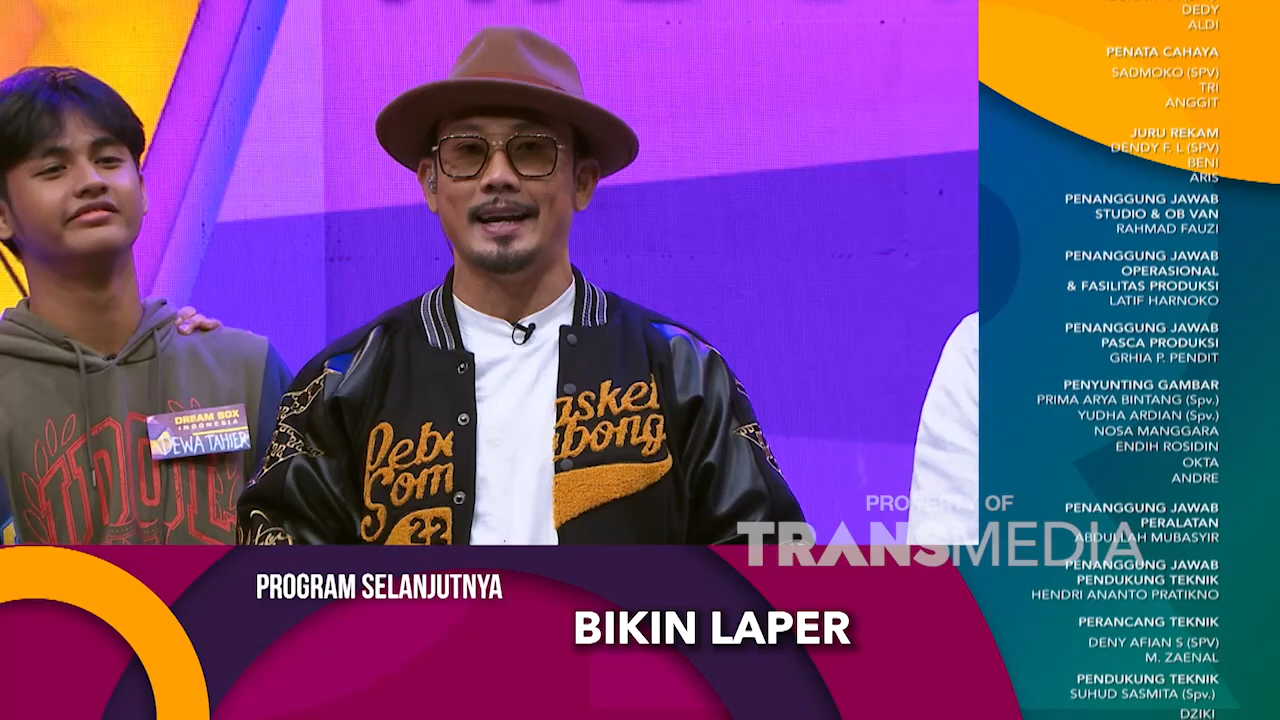 DEDY
ALDI
PENATA CAHAYA
SADMOKO (SPV)
TRI
ANGGIT
JURU REKAM
DENDY F. L (SPV)
BENI
ARIS
PENANGGUNG JAWAB
STUDIO & OB VAN
RAHMAD FAUZI
PENANGGUNG JAWAB
OPERASIONAL
& FASILITAS PRODUKSI
LATIF HARNOKO
PENANGGUNG JAWAB
PASCA PRODUKSI
GRHIA P. PENDIT
PENYUNTING GAMBAR
PRIMA ARYA BINTANG (Spv.)
YUDHA ARDIAN (Spv.)
NOSA MANGGARA
ENDIH ROSIDIN
OKTA
ANDRE
PENANGGUNG JAWAB
PERALATAN
ABDULLAH MUBASYIR
PENANGGUNG JAWAB
PENDUKUNG TEKNIK
HENDRI ANANTO PRATIKNO
PERANCANG TEKNIK
DENY AFIAN S (SPV)
M. ZAENAL
PENDUKUNG TEKNIK
SUHUD SASMITA (Spv.)
DZIKI
DREAM BOX
INDONESIA
DEWA TAHIER
22
PROPERTY OF
TRANSMEDIA
PROGRAM SELANJUTNYA
BIKIN LAPER